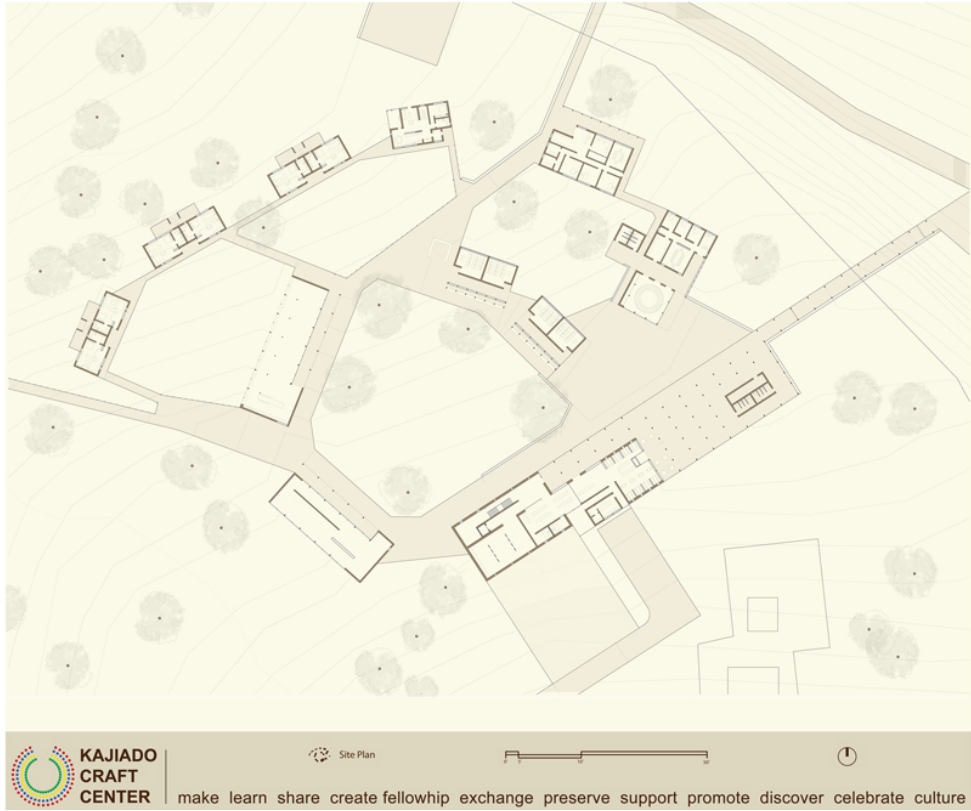 KAJIADO
CRAFT
CENTER
Site Plan
make learn share create fellowhip exchange preserve support promote discover celebrate culture